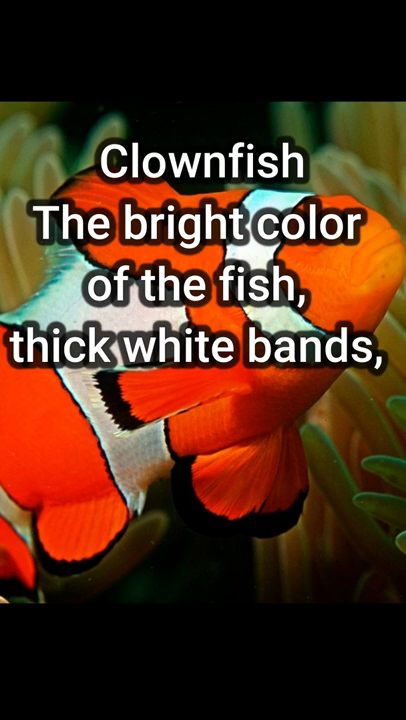 Clownfish
The bright color
of the fish,
thick white bands,